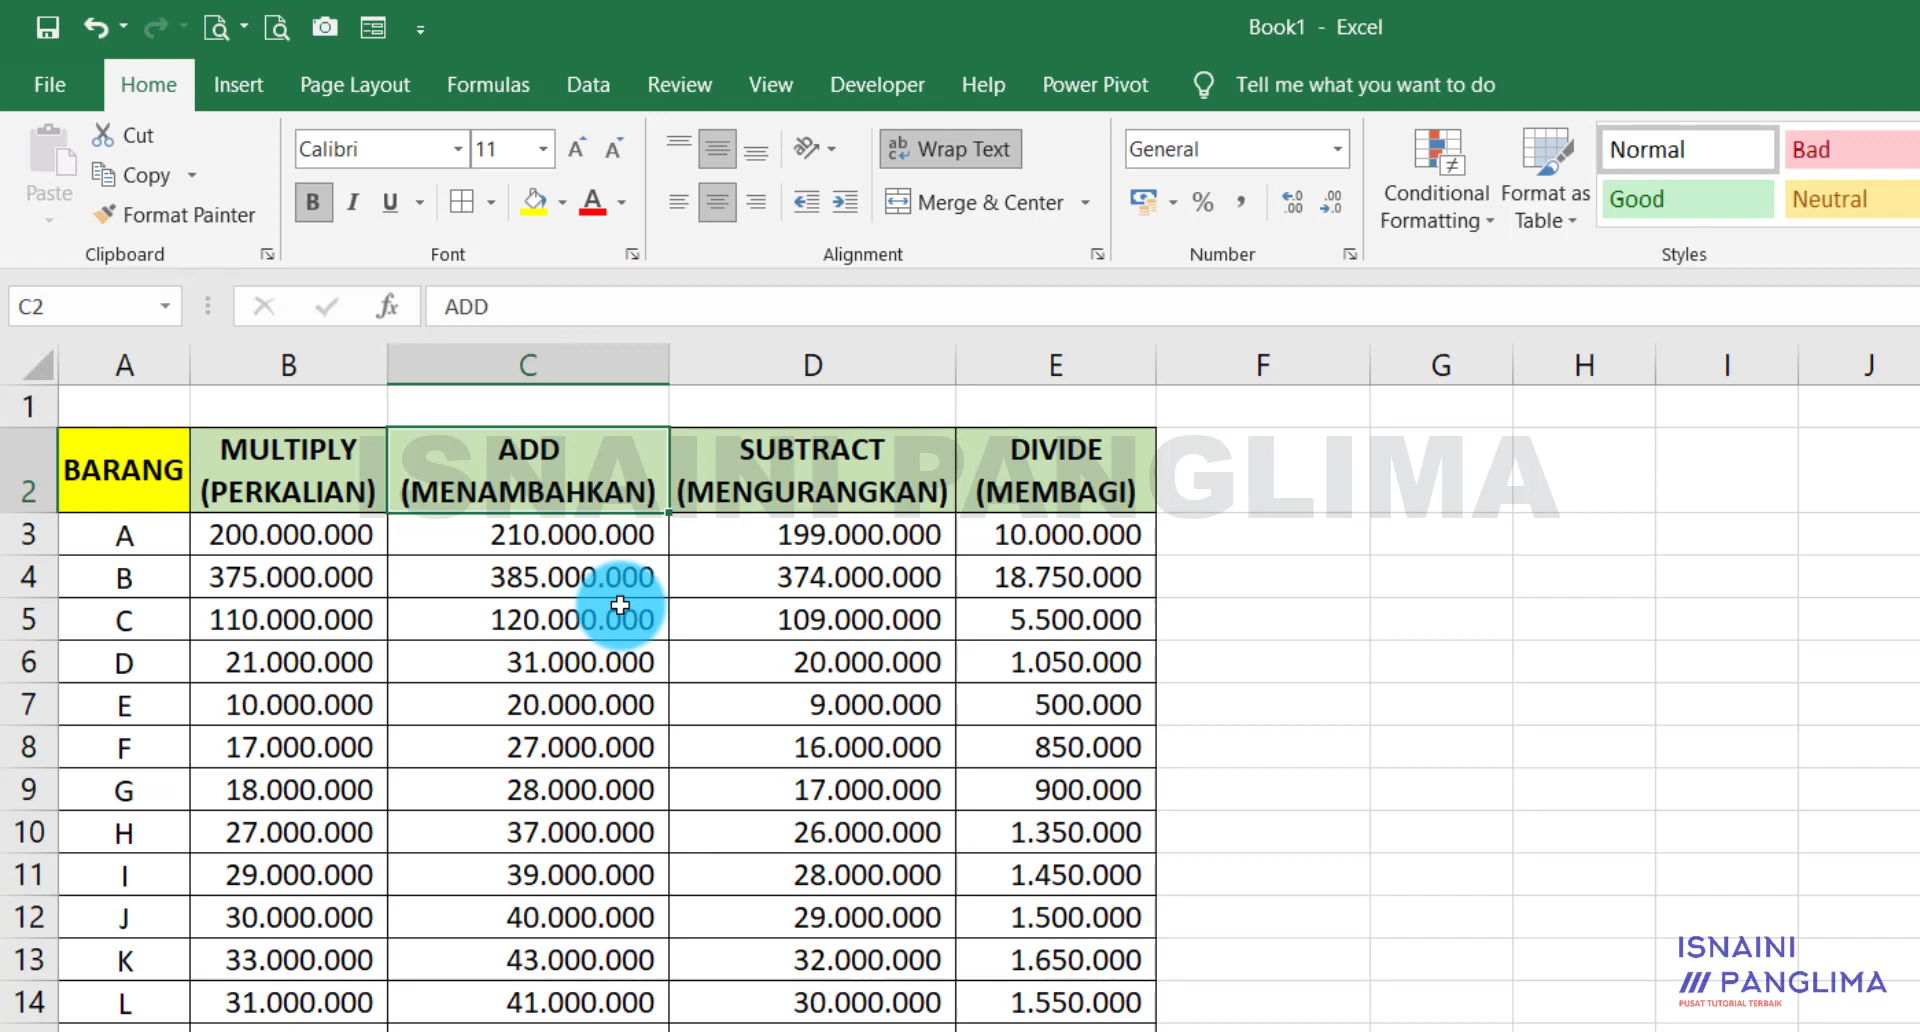 Book1 - Excel
File Home Insert Page Layout Formulas Data Review View Developer Help Power Pivot Tell me what you want to do
Paste
Cut
Copy
Format Painter
Clipboard
Calibri 11
B I U
Font
Wrap Text
Merge & Center
Alignment
General
Number
Conditional Formatting
Format as Table
Normal Bad
Good Neutral
Styles
C2 fx ADD
A B C D E F G H I J
1
2 BARANG MULTIPLY (PERKALIAN) ADD (MENAMBAHKAN) SUBTRACT (MENGURANGKAN) DIVIDE (MEMBAGI)
ISNAINI PANGLIMA
3 A 200.000.000 210.000.000 199.000.000 10.000.000
4 B 375.000.000 385.000.000 374.000.000 18.750.000
5 C 110.000.000 120.000.000 109.000.000 5.500.000
6 D 21.000.000 31.000.000 20.000.000 1.050.000
7 E 10.000.000 20.000.000 9.000.000 500.000
8 F 17.000.000 27.000.000 16.000.000 850.000
9 G 18.000.000 28.000.000 17.000.000 900.000
10 H 27.000.000 37.000.000 26.000.000 1.350.000
11 I 29.000.000 39.000.000 28.000.000 1.450.000
12 J 30.000.000 40.000.000 29.000.000 1.500.000
13 K 33.000.000 43.000.000 32.000.000 1.650.000
14 L 31.000.000 41.000.000 30.000.000 1.550.000
ISNAINI
PANGLIMA
PUSAT TUTORIAL TERBAIK